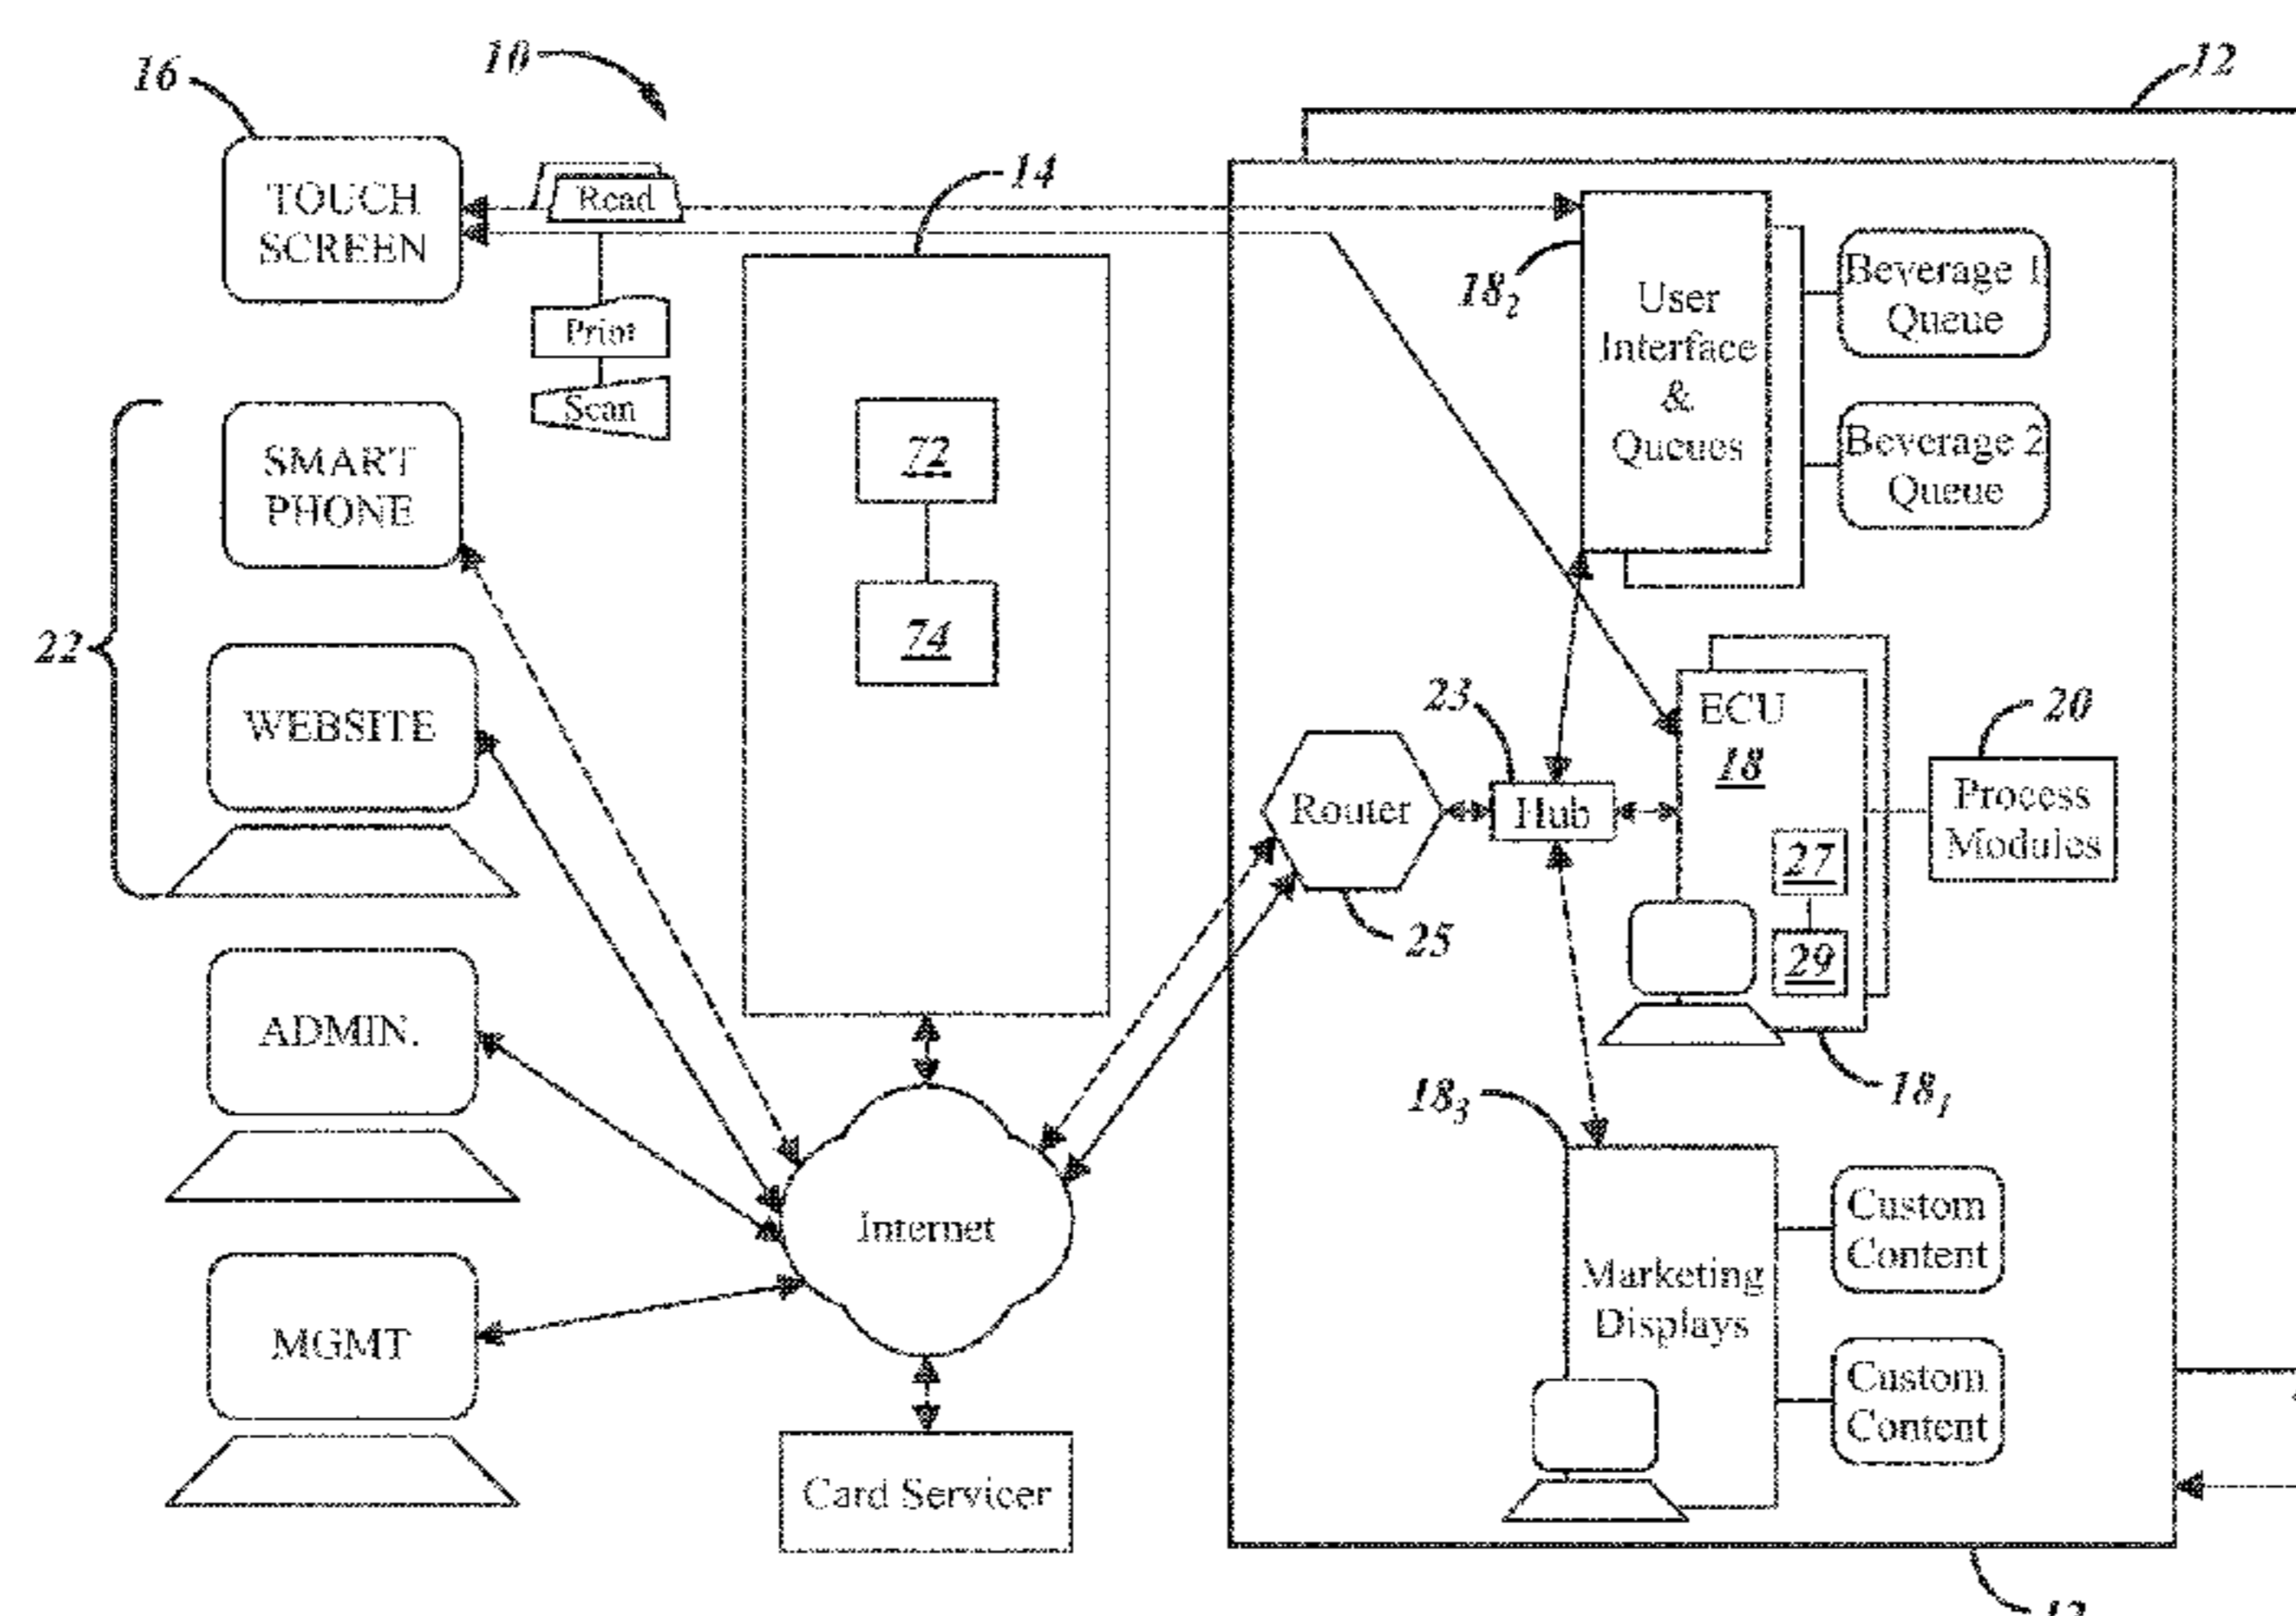 10
12
16
TOUCH
SCREEN
Read
14
Print
Scan
18₂
User
Interface
&
Queues
Beverage 1
Queue
Beverage 2
Queue
22
SMART
PHONE
72
74
WEBSITE
23
ECU
18
20
Router
Hub
Process
Modules
27
25
29
ADMIN.
18₁
18₃
Internet
Custom
Content
Marketing
Displays
MGMT
Custom
Content
Card Servicer